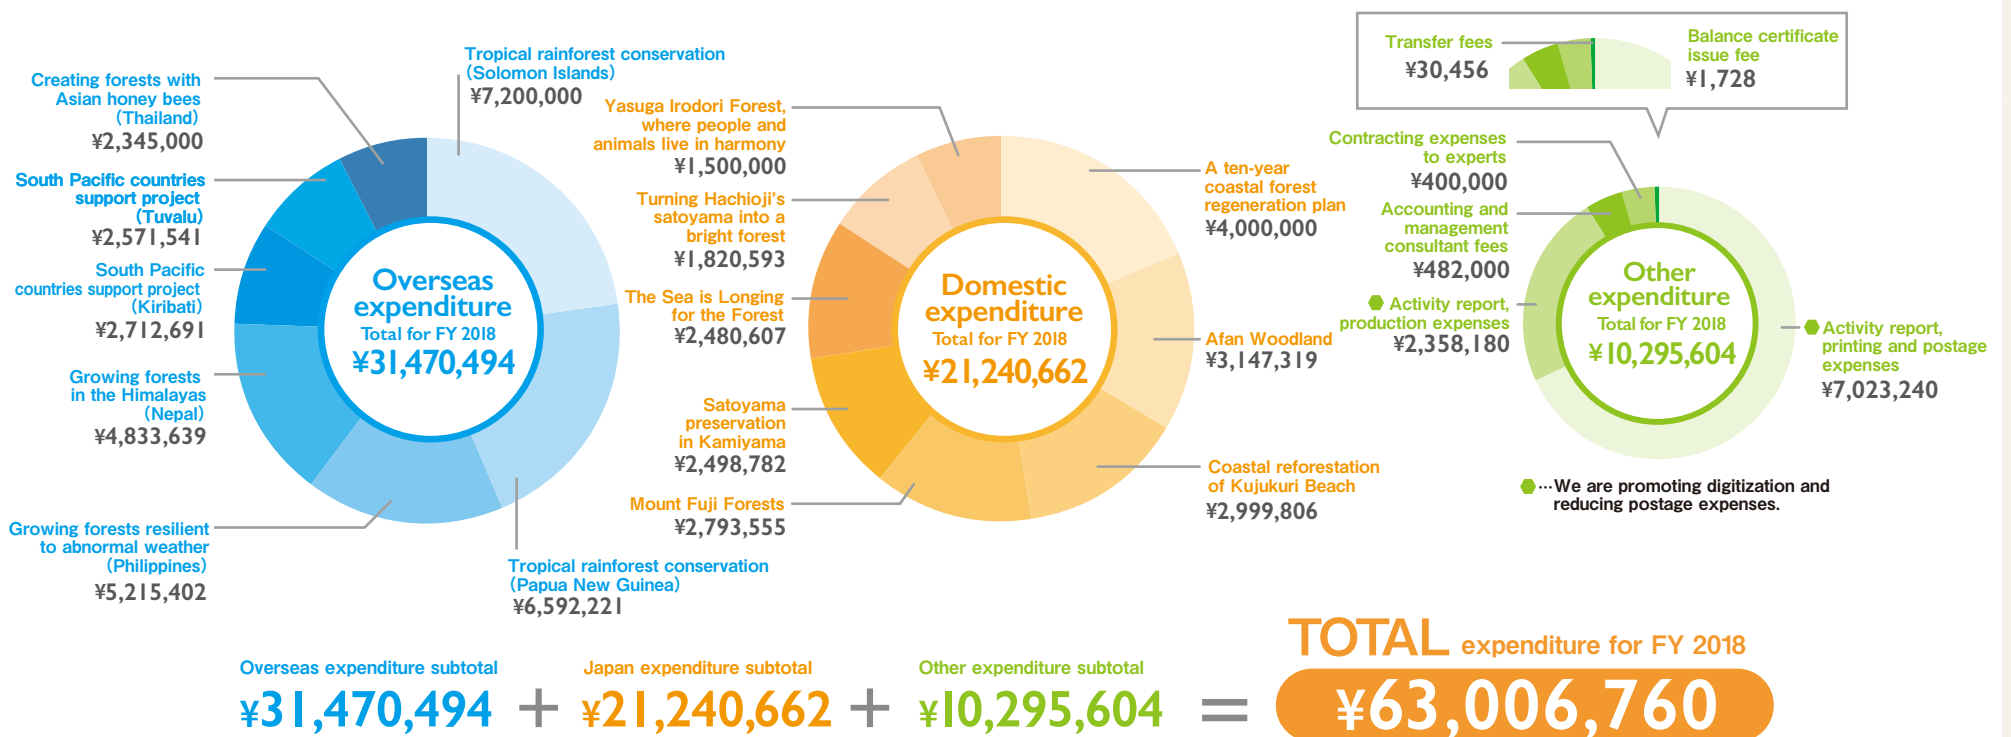 Tropical rainforest conservation
(Solomon Islands)
¥7,200,000
Creating forests with
Asian honey bees
(Thailand)
¥2,345,000
South Pacific countries
support project
(Tuvalu)
¥2,571,541
South Pacific
countries support project
(Kiribati)
¥2,712,691
Growing forests
in the Himalayas
(Nepal)
¥4,833,639
Growing forests resilient
to abnormal weather
(Philippines)
¥5,215,402
Tropical rainforest conservation
(Papua New Guinea)
¥6,592,221
Overseas
expenditure
Total for FY 2018
¥31,470,494
Yasuga Irodori Forest,
where people and
animals live in harmony
¥1,500,000
Turning Hachioji's
satoyama into a
bright forest
¥1,820,593
The Sea is Longing
for the Forest
¥2,480,607
Satoyama
preservation
in Kamiyama
¥2,498,782
Mount Fuji Forests
¥2,793,555
Domestic
expenditure
Total for FY 2018
¥21,240,662
A ten-year
coastal forest
regeneration plan
¥4,000,000
Afan Woodland
¥3,147,319
Coastal reforestation
of Kujukuri Beach
¥2,999,806
Transfer fees
¥30,456
Balance certificate
issue fee
¥1,728
Contracting expenses
to experts
¥400,000
Accounting and
management
consultant fees
¥482,000
Activity report,
production expenses
¥2,358,180
Other
expenditure
Total for FY 2018
¥10,295,604
Activity report,
printing and postage
expenses
¥7,023,240
…We are promoting digitization and
reducing postage expenses.
Overseas expenditure subtotal
¥31,470,494
+
Japan expenditure subtotal
¥21,240,662
+
Other expenditure subtotal
¥10,295,604
=
TOTAL expenditure for FY 2018
¥63,006,760